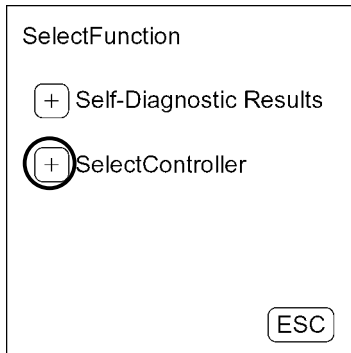 SelectFunction
+ Self-Diagnostic Results
+ SelectController
ESC